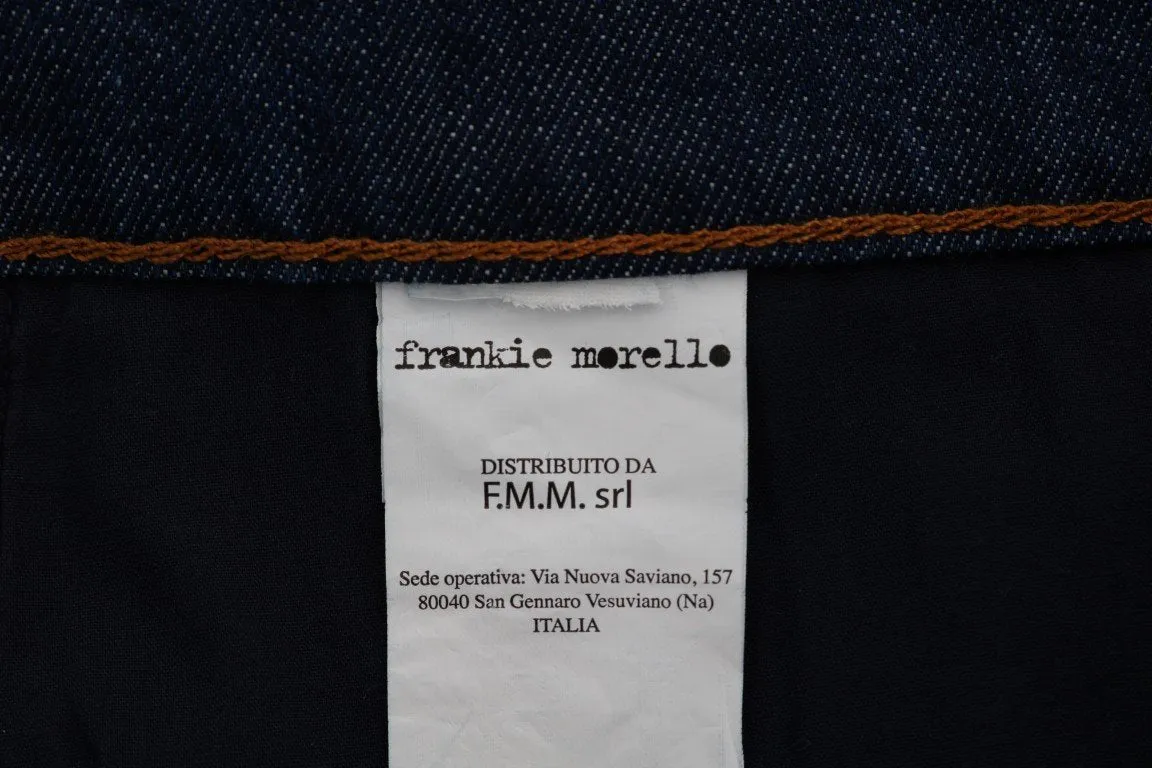 frankie morello
DISTRIBUITO DA
F.M.M. srl
Sede operativa: Via Nuova Saviano, 157
80040 San Gennaro Vesuviano (Na)
ITALIA